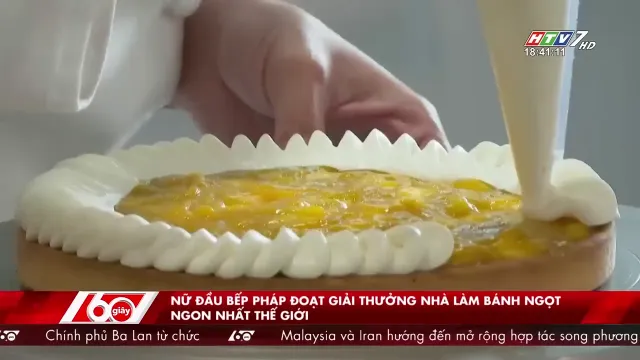 HTV7 HD
18:41:11
60 giây
NỮ ĐẦU BẾP PHÁP ĐOẠT GIẢI THƯỞNG NHÀ LÀM BÁNH NGỌT
NGON NHẤT THẾ GIỚI
Chính phủ Ba Lan từ chức
60 giây
Malaysia và Iran hướng đến mở rộng hợp tác song phương